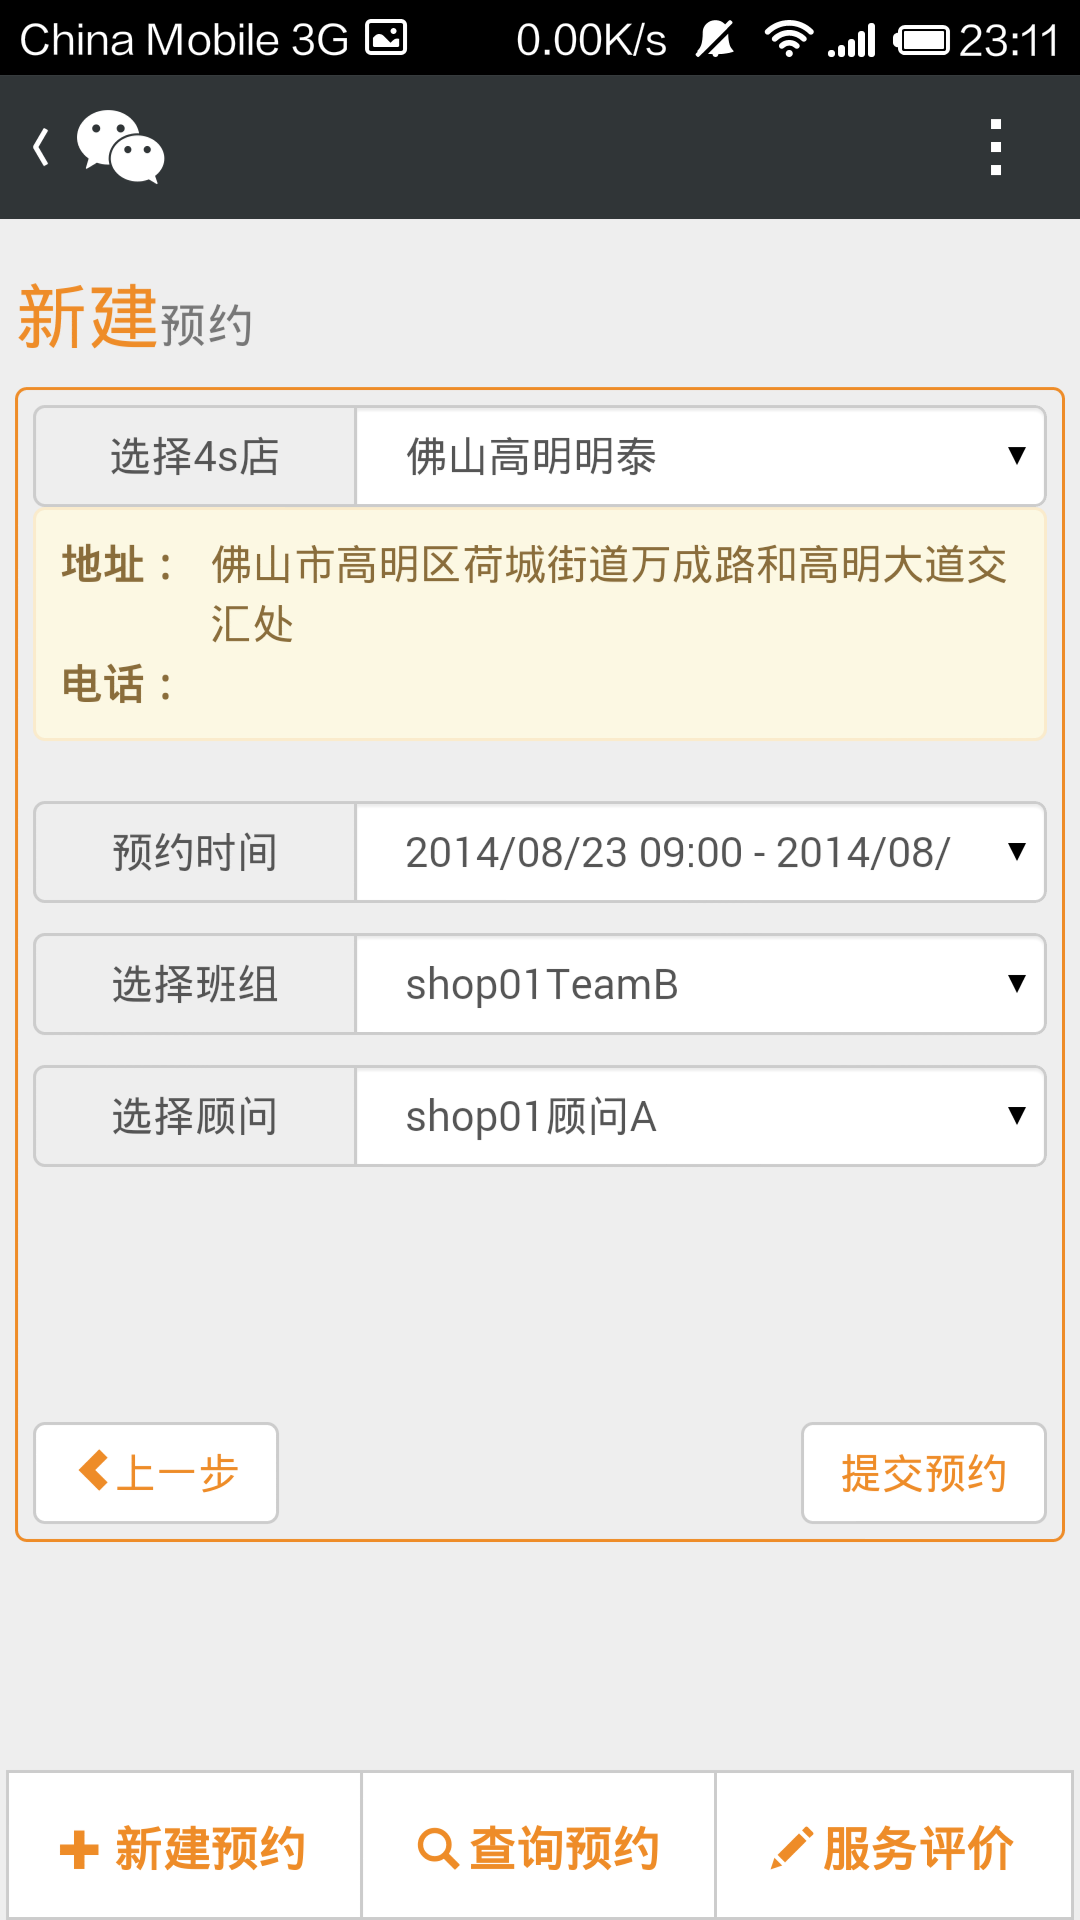 China Mobile 3G 0.00K/s 23:11
新建预约
选择4s店 佛山高明明泰
地址： 佛山市高明区荷城街道万成路和高明大道交
汇处
电话：
预约时间 2014/08/23 09:00 - 2014/08/
选择班组 shop01TeamB
选择顾问 shop01顾问A
上一步 提交预约
新建预约 查询预约 服务评价